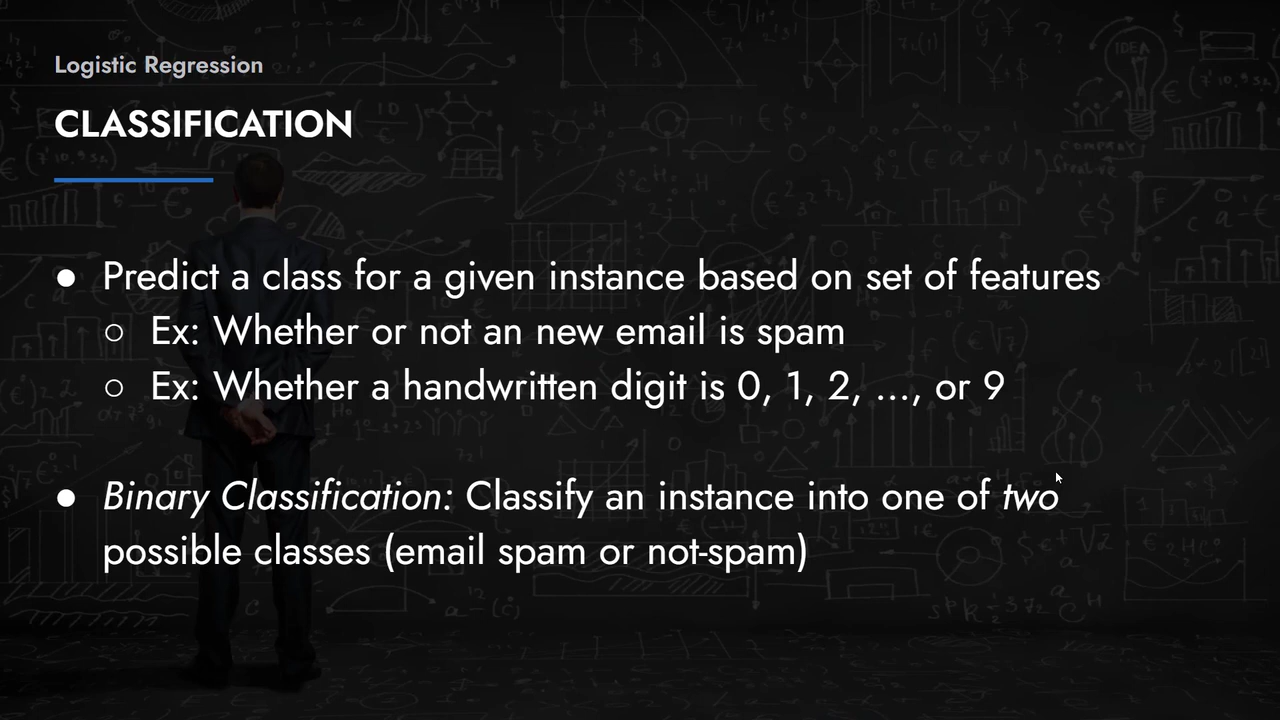 Logistic Regression
CLASSIFICATION
● Predict a class for a given instance based on set of features
○ Ex: Whether or not an new email is spam
○ Ex: Whether a handwritten digit is 0, 1, 2, …, or 9
● Binary Classification: Classify an instance into one of two
possible classes (email spam or not-spam)
IDEA
company